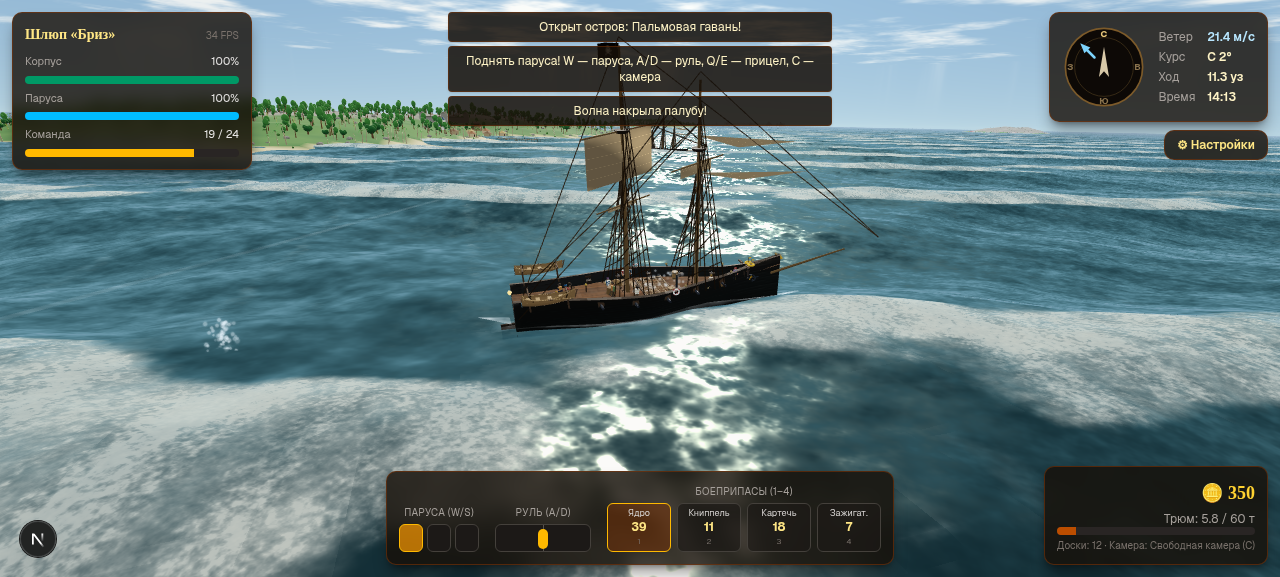 Шлюп «Бриз»
34 FPS
Корпус 100%
Паруса 100%
Команда 19 / 24
Открыт остров: Пальмовая гавань!
Поднять паруса! W — паруса, A/D — руль, Q/E — прицел, C —
камера
Волна накрыла палубу!
С
З
В
Ю
Ветер 21.4 м/с
Курс С 2°
Ход 11.3 уз
Время 14:13
⚙ Настройки
ПАРУСА (W/S)
РУЛЬ (A/D)
БОЕПРИПАСЫ (1–4)
Ядро
39
1
Книппель
11
2
Картечь
18
3
Зажигат.
7
4
350
Трюм: 5.8 / 60 т
Доски: 12 · Камера: Свободная камера (C)
N